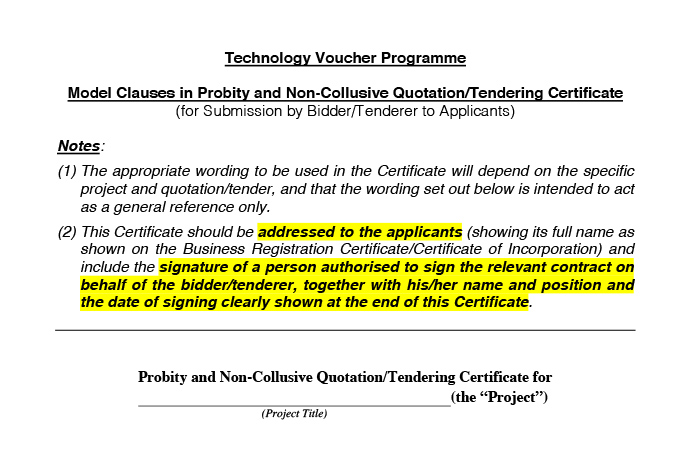 Technology Voucher Programme
Model Clauses in Probity and Non-Collusive Quotation/Tendering Certificate
(for Submission by Bidder/Tenderer to Applicants)
Notes:
(1) The appropriate wording to be used in the Certificate will depend on the specific
project and quotation/tender, and that the wording set out below is intended to act
as a general reference only.
(2) This Certificate should be addressed to the applicants (showing its full name as
shown on the Business Registration Certificate/Certificate of Incorporation) and
include the signature of a person authorised to sign the relevant contract on
behalf of the bidder/tenderer, together with his/her name and position and
the date of signing clearly shown at the end of this Certificate.
Probity and Non-Collusive Quotation/Tendering Certificate for
(the “Project”)
(Project Title)